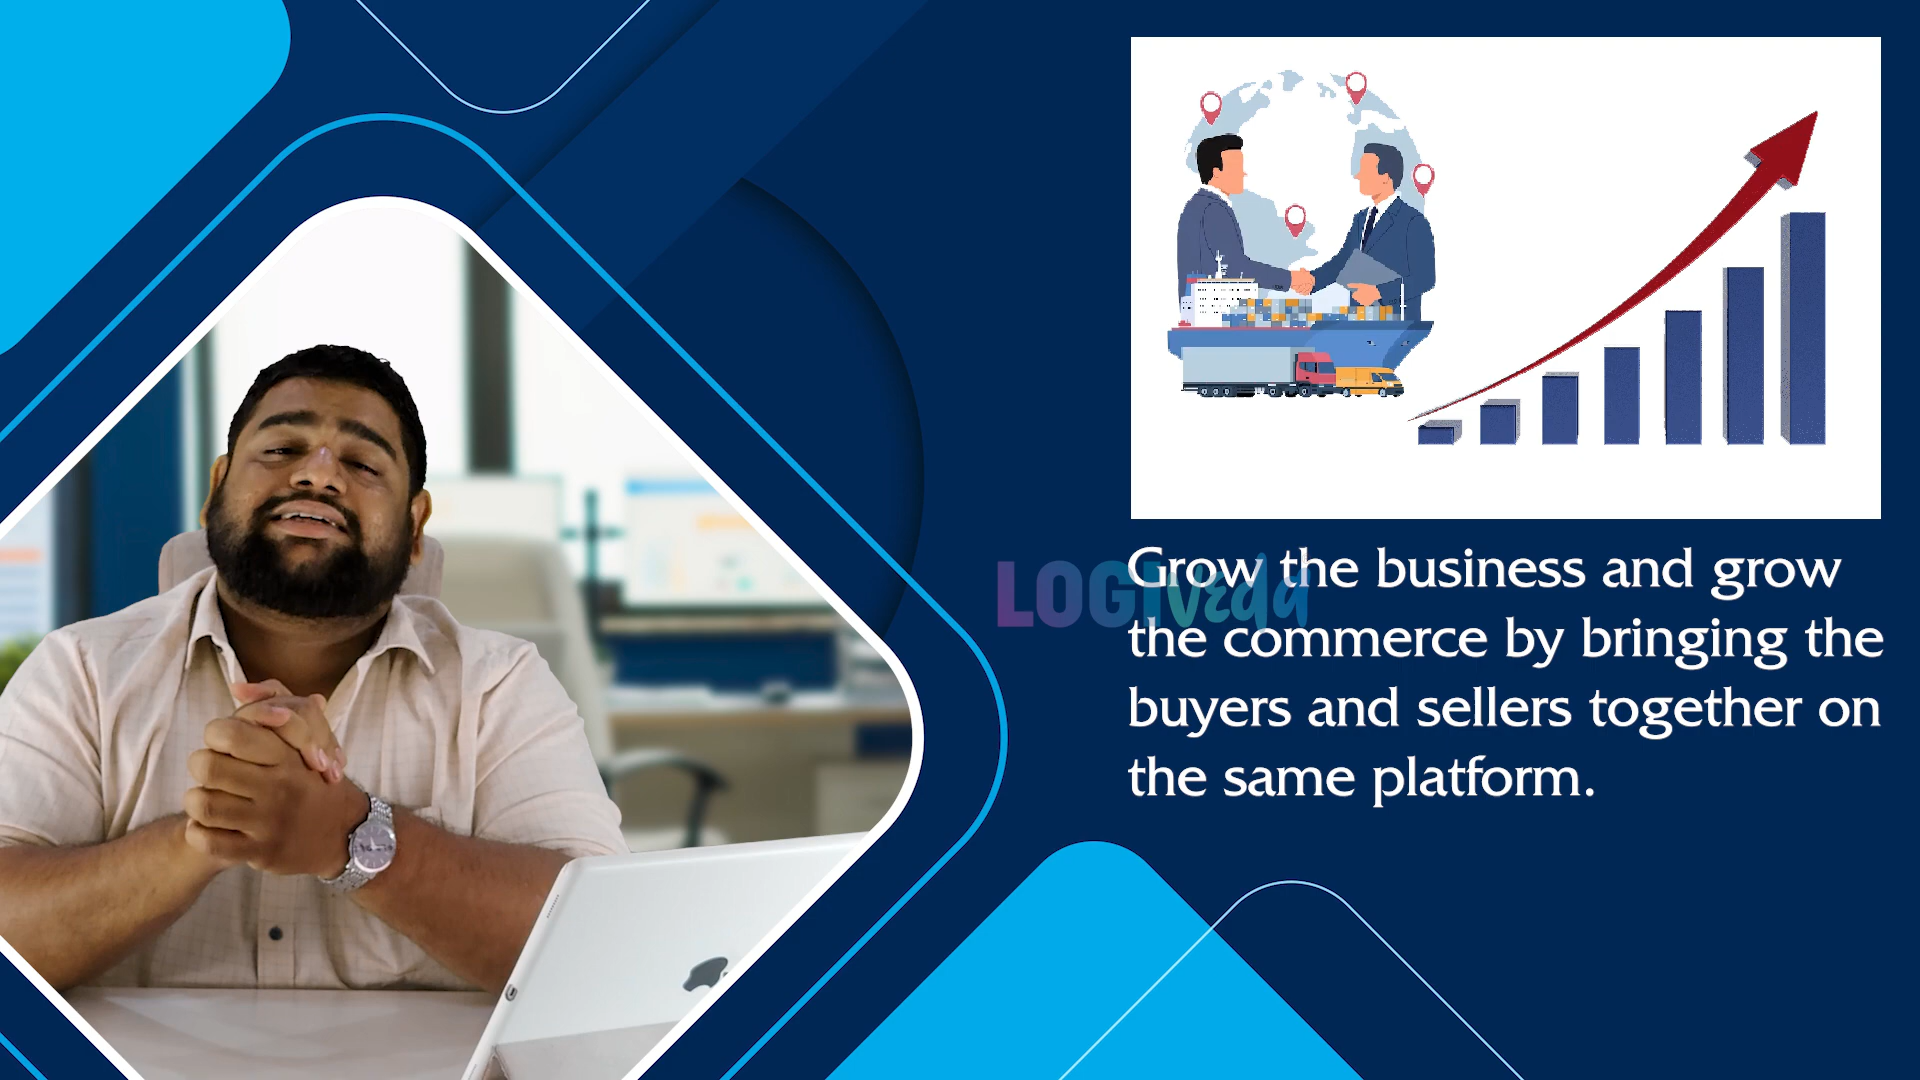 LOGIveda
Grow the business and grow
the commerce by bringing the
buyers and sellers together on
the same platform.